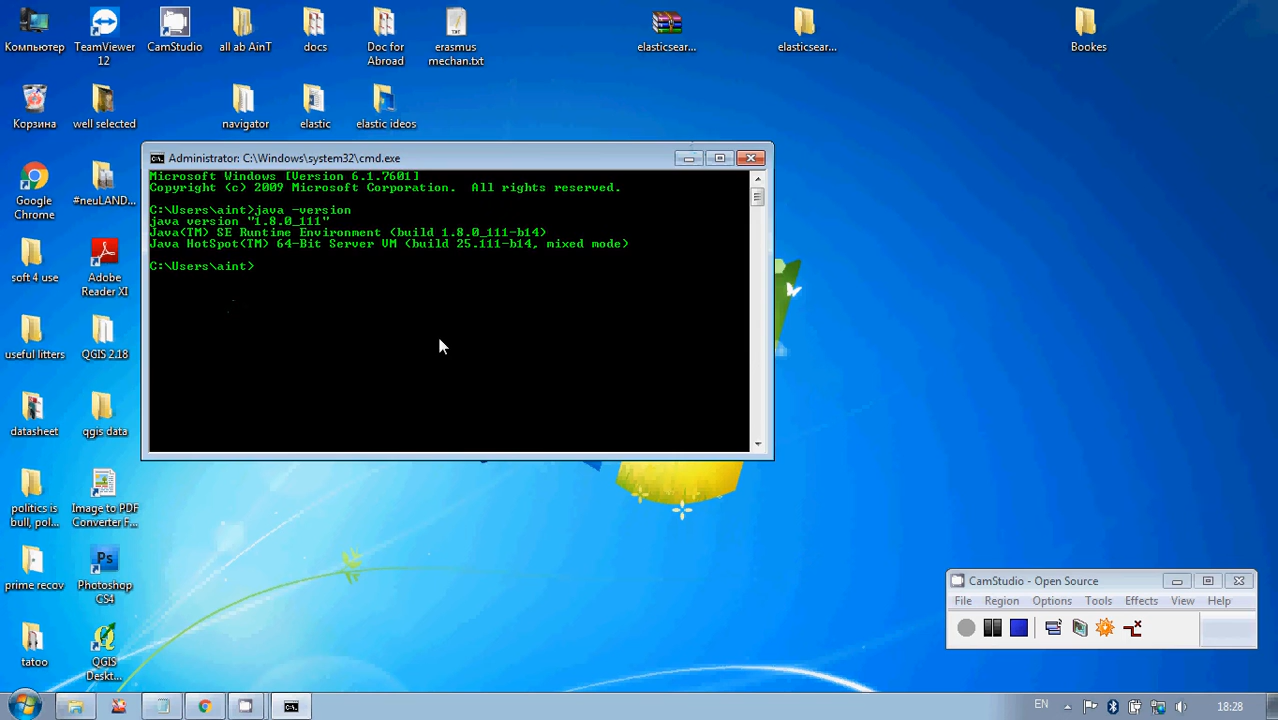 Компьютер
TeamViewer
12
CamStudio
all ab AinT
docs
Doc for
Abroad
erasmus
mechan.txt
elasticsear...
elasticsear...
Bookes
Корзина
well selected
navigator
elastic
elastic ideos
Google
Chrome
#neuLAND...
Administrator: C:\Windows\system32\cmd.exe
Microsoft Windows [Version 6.1.7601]
Copyright (c) 2009 Microsoft Corporation.  All rights reserved.
C:\Users\aint>java -version
java version "1.8.0_111"
Java(TM) SE Runtime Environment (build 1.8.0_111-b14)
Java HotSpot(TM) 64-Bit Server VM (build 25.111-b14, mixed mode)
C:\Users\aint>
soft 4 use
Adobe
Reader XI
useful litters
QGIS 2.18
datasheet
qgis data
politics is
bull, pol...
Image to PDF
Converter F...
prime recov
Ps
Photoshop
CS4
tatoo
QGIS
Deskt...
CamStudio - Open Source
File Region Options Tools Effects View Help
EN
18:28